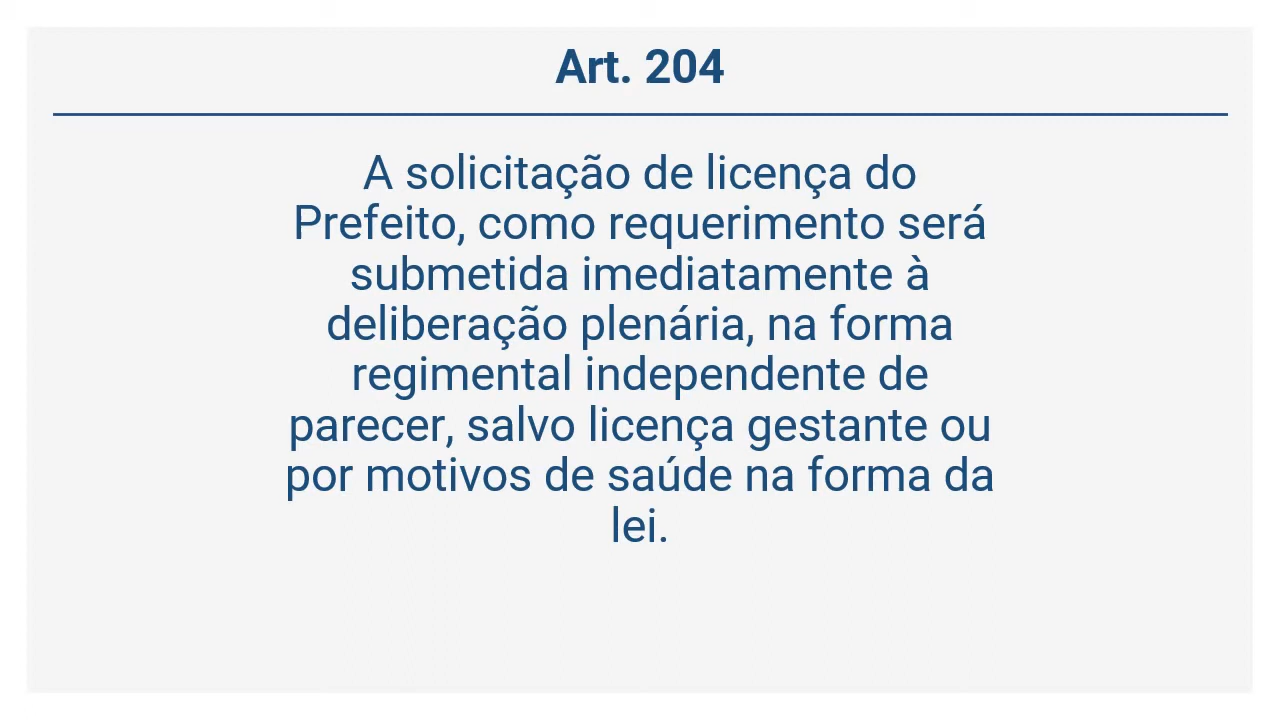 Art. 204
A solicitação de licença do
Prefeito, como requerimento será
submetida imediatamente à
deliberação plenária, na forma
regimental independente de
parecer, salvo licença gestante ou
por motivos de saúde na forma da
lei.